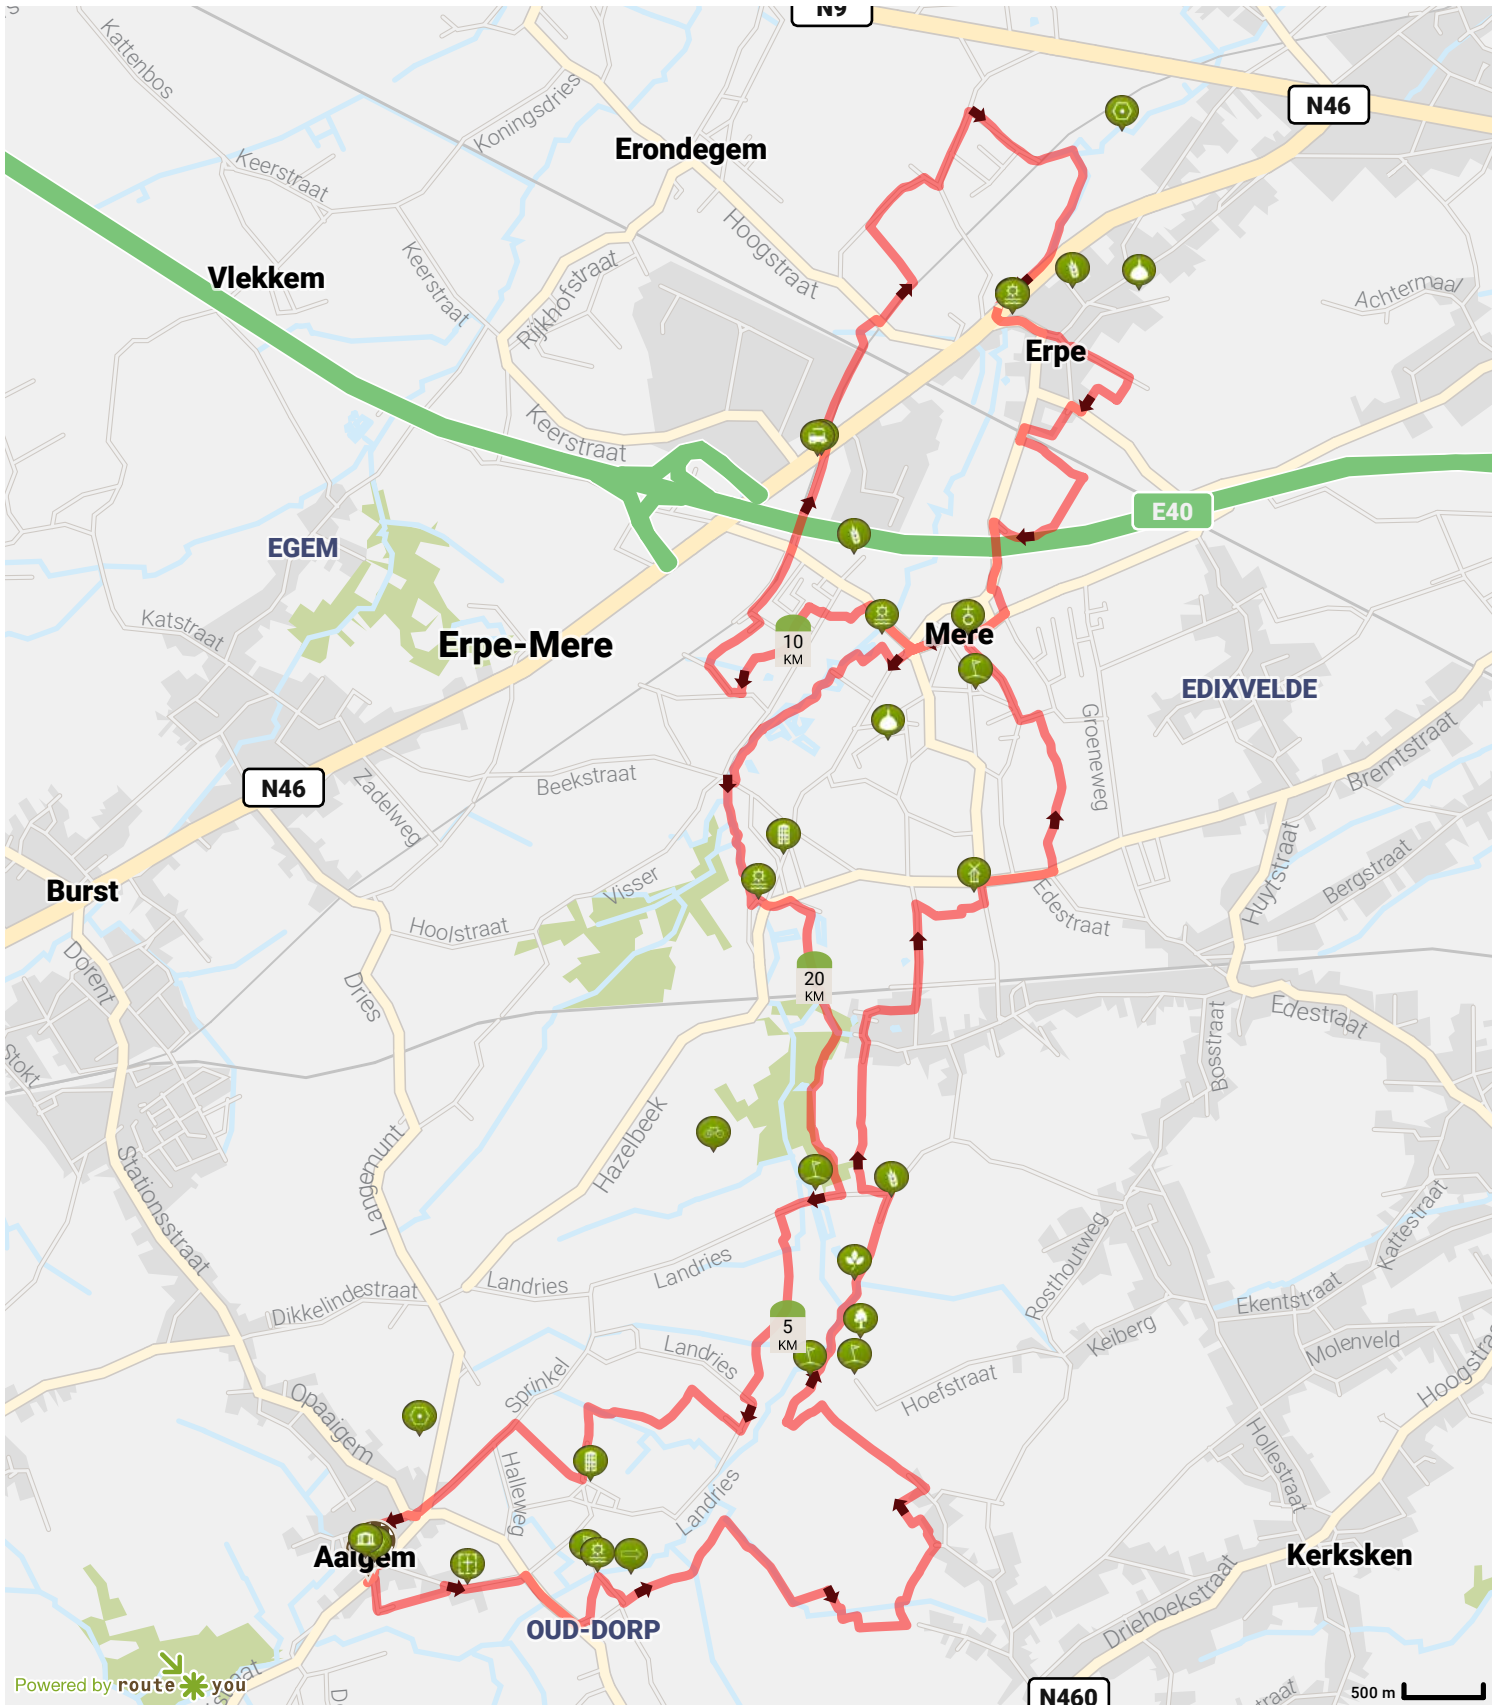 N9
Kattenbos
N46
Koningsdries
Erondegem
Keerstraat
Hoogstraat
Keerstraat
Vlekkem
Rijkhofstraat
Achtermaal
Erpe
Keerstraat
E40
EGEM
Katstraat
Erpe-Mere
10
KM
Mere
EDIXVELDE
Groeneweg
Bremtstraat
N46
Zadelweg
Beekstraat
Huytstraat
Bergstraat
Burst
Visser
Edestraat
Hoolstraat
Dorent
Dries
20
KM
Edestraat
Bosstraat
Stokt
Hazelbeek
Langemunt
Stationsstraat
Kattestraat
Rosthoutweg
Landries
Landries
Dikkelindestraat
Ekentstraat
Keiberg
Molenveld
5
KM
Landries
Hoogstra
Sprinkel
Hoefstraat
Opaaigem
Hollestraat
Halleweg
Landries
Aaigem
Kerksken
Driehoekstraat
OUD-DORP
Powered by route you
N460
500 m